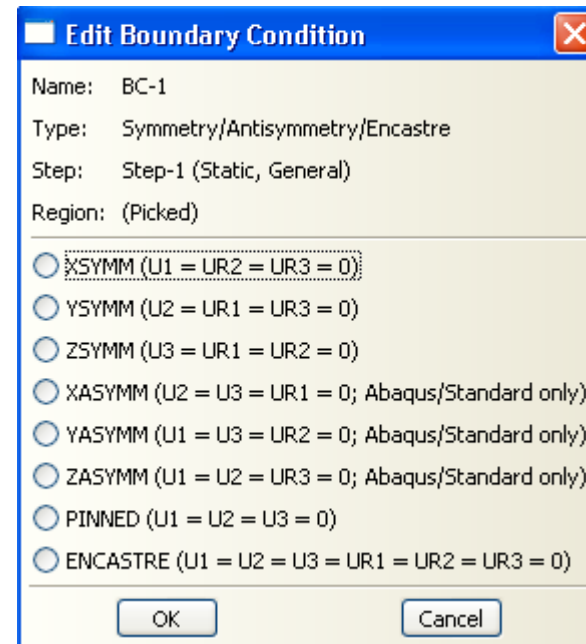 Edit Boundary Condition
Name: BC-1
Type: Symmetry/Antisymmetry/Encastre
Step: Step-1 (Static, General)
Region: (Picked)
XSYMM (U1 = UR2 = UR3 = 0)
YSYMM (U2 = UR1 = UR3 = 0)
ZSYMM (U3 = UR1 = UR2 = 0)
XASYMM (U2 = U3 = UR1 = 0; Abaqus/Standard only)
YASYMM (U1 = U3 = UR2 = 0; Abaqus/Standard only)
ZASYMM (U1 = U2 = UR3 = 0; Abaqus/Standard only)
PINNED (U1 = U2 = U3 = 0)
ENCASTRE (U1 = U2 = U3 = UR1 = UR2 = UR3 = 0)
OK Cancel